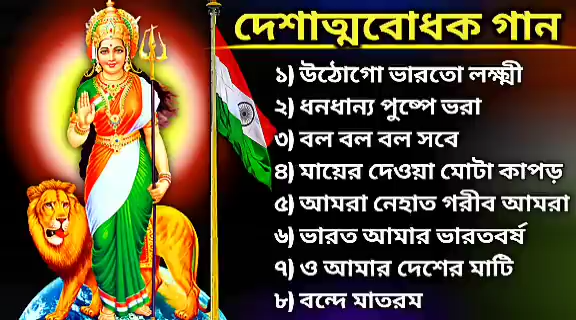 দেশাত্মবোধক গান
১) উঠোগো ভারতো লক্ষ্মী
২) ধনধান্য পুষ্পে ভরা
৩) বল বল বল সবে
৪) মায়ের দেওয়া মোটা কাপড়
৫) আমরা নেহাত গরীব আমরা
৬) ভারত আমার ভারতবর্ষ
৭) ও আমার দেশের মাটি
৮) বন্দে মাতরম